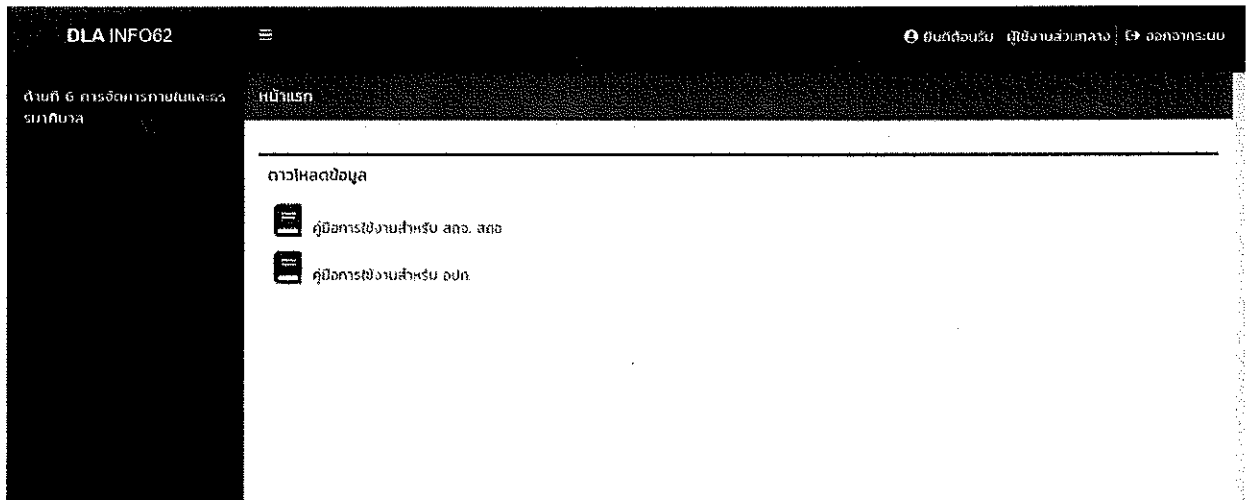 DLA INFO62
ยินดีต้อนรับ ผู้ใช้งานส่วนกลาง ออกจากระบบ
ด้านที่ 6 การจัดการภายในและธร
รมาภิบาล
หน้าแรก
ดาวโหลดข้อมูล
คู่มือการใช้งานสำหรับ สถจ. สถอ
คู่มือการใช้งานสำหรับ อปท.